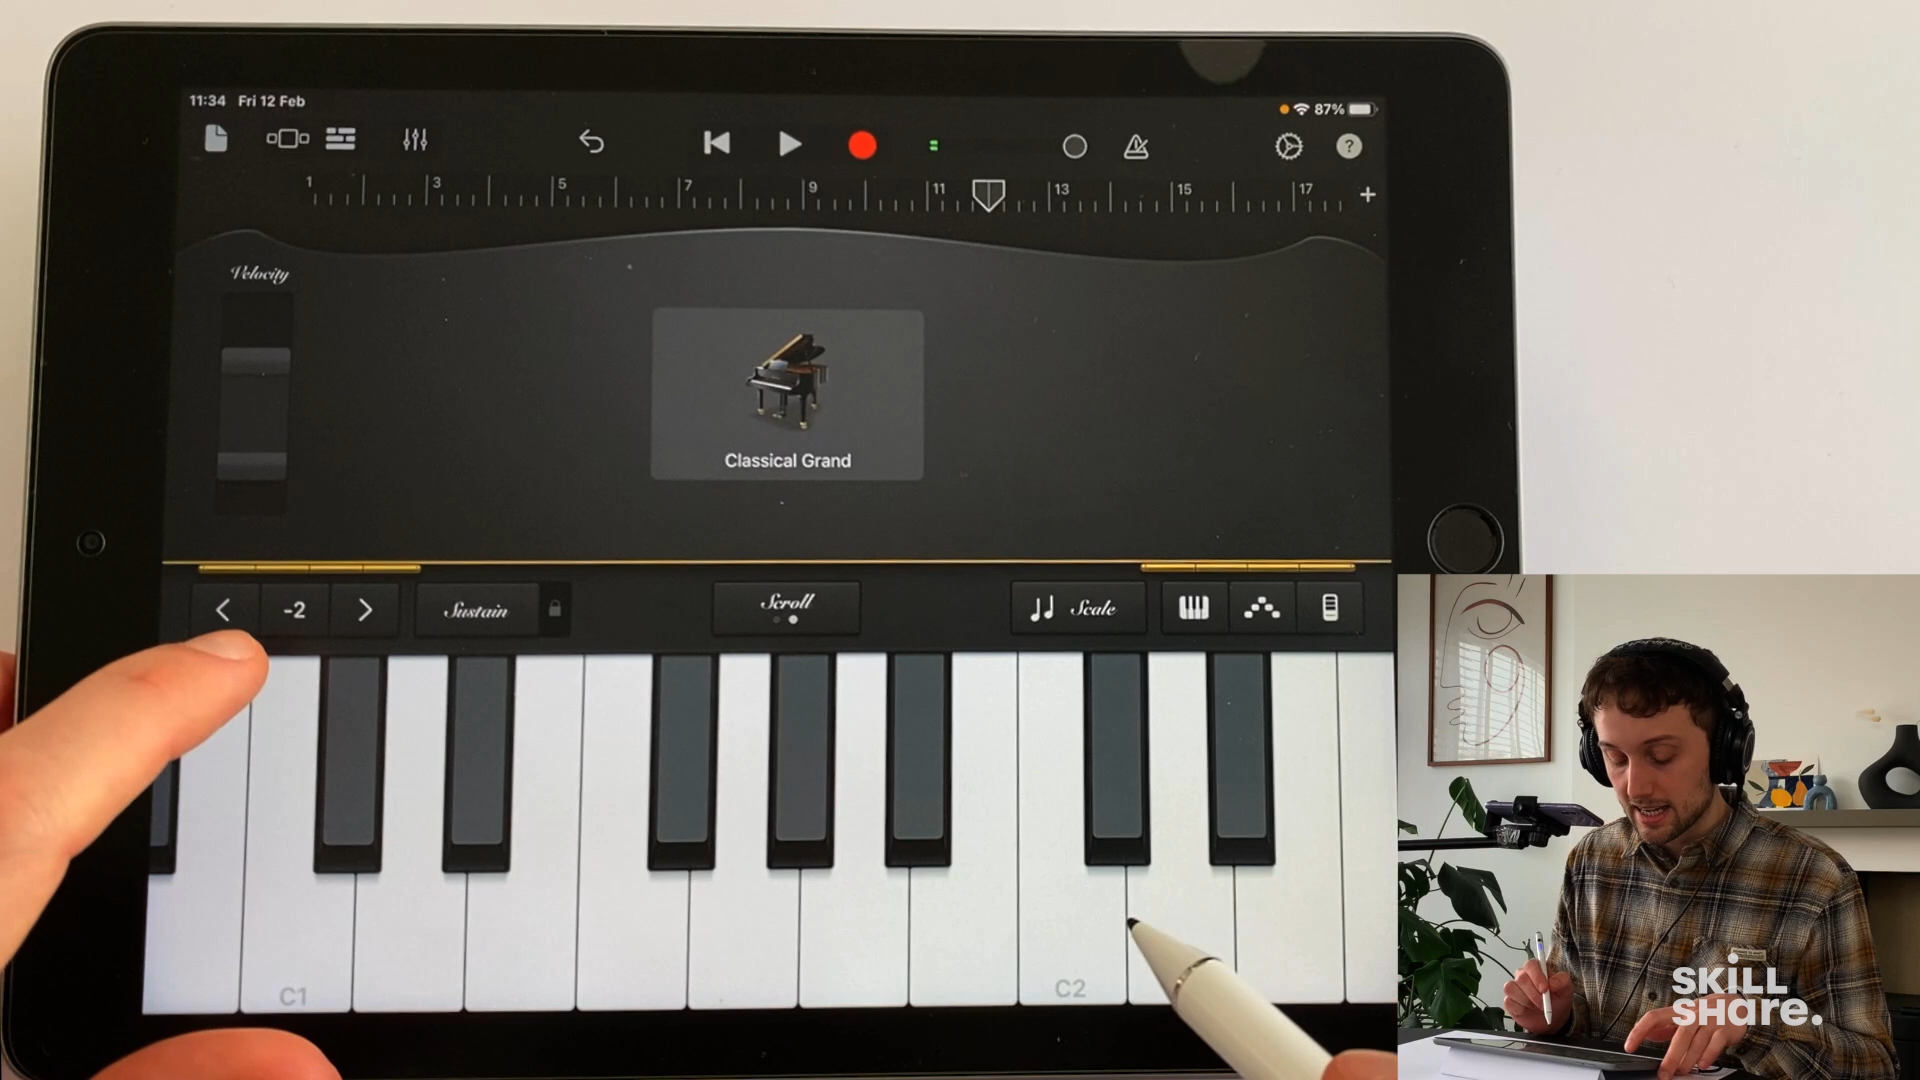 11:34 Fri 12 Feb
87%
?
1 3 5 7 9 11 13 15 17 +
Velocity
Classical Grand
-2
Sustain
Scroll
Scale
C1
C2
SKILL
SHare.